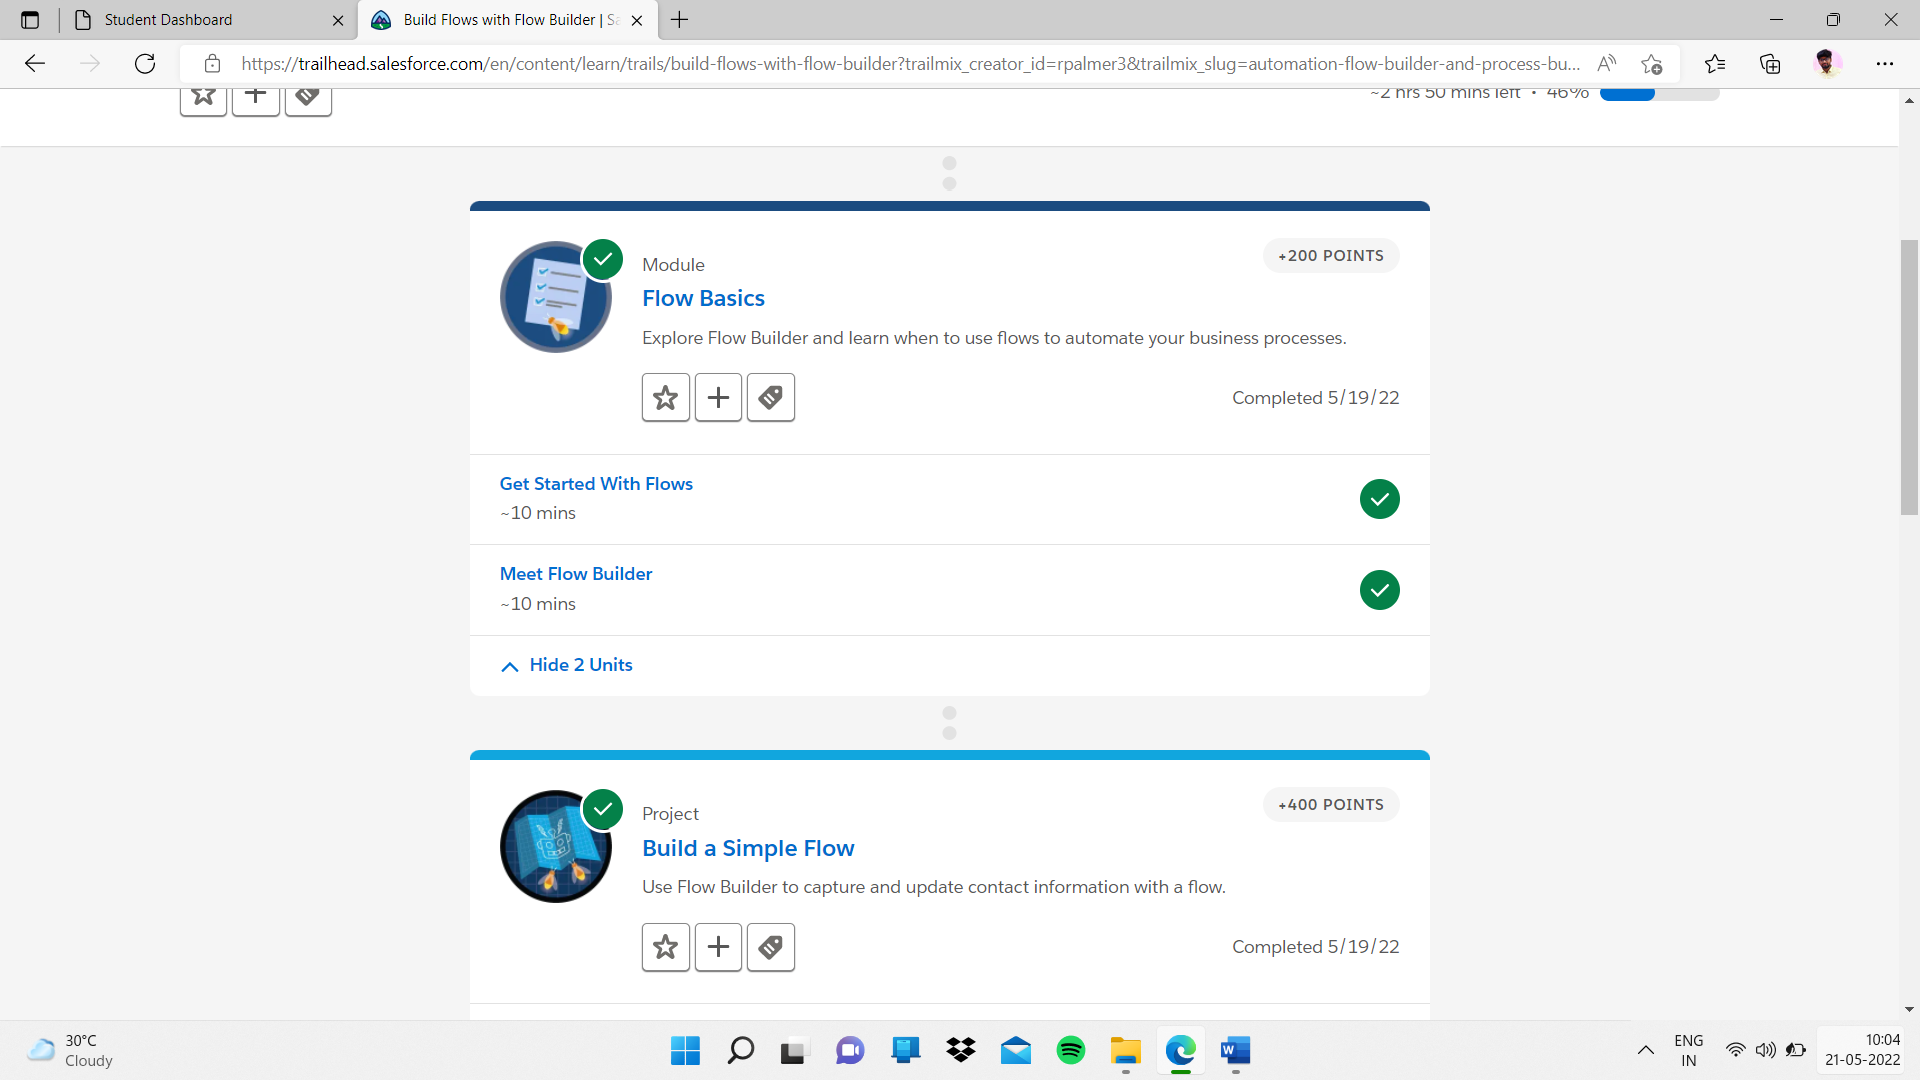 Student Dashboard
Build Flows with Flow Builder | Sa
https://trailhead.salesforce.com/en/content/learn/trails/build-flows-with-flow-builder?trailmix_creator_id=rpalmer3&trailmix_slug=automation-flow-builder-and-process-bu...
~2 hrs 50 mins left • 46%
Module
+200 POINTS
Flow Basics
Explore Flow Builder and learn when to use flows to automate your business processes.
Completed 5/19/22
Get Started With Flows
~10 mins
Meet Flow Builder
~10 mins
Hide 2 Units
Project
+400 POINTS
Build a Simple Flow
Use Flow Builder to capture and update contact information with a flow.
Completed 5/19/22
30°C
Cloudy
ENG
IN
10:04
21-05-2022